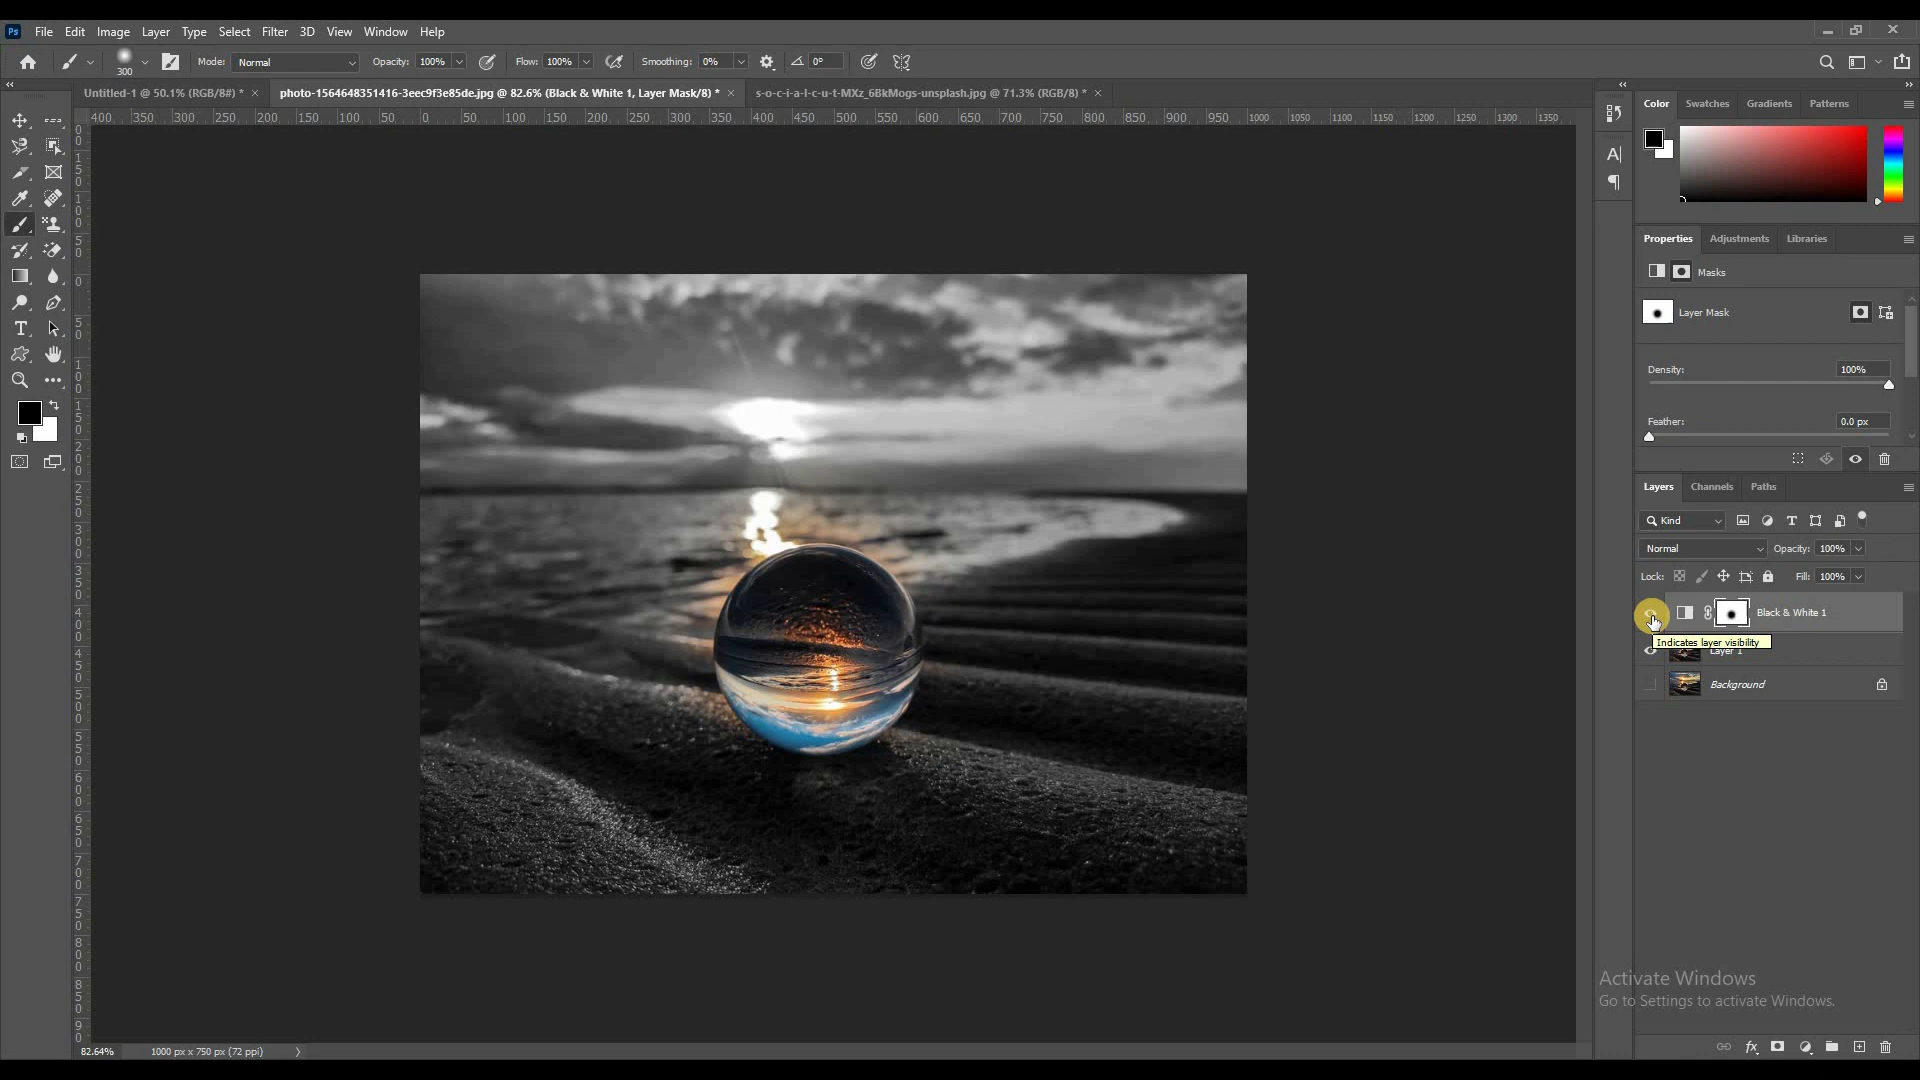 Ps File Edit Image Layer Type Select Filter 3D View Window Help
300 Mode: Normal Opacity: 100% Flow: 100% Smoothing: 0% 0°
Untitled-1 @ 50.1% (RGB/8#) * × photo-1564648351416-3eec9f3e85de.jpg @ 82.6% (Black & White 1, Layer Mask/8) * × s-o-c-i-a-l-c-u-t-MXz_6BkMogs-unsplash.jpg @ 71.3% (RGB/8) * ×
400 350 300 250 200 150 100 50 0 50 100 150 200 250 300 350 400 450 500 550 600 650 700 750 800 850 900 950 1000 1050 1100 1150 1200 1250 1300 1350
Color Swatches Gradients Patterns
Properties Adjustments Libraries
Masks
Layer Mask
Density: 100%
Feather: 0.0 px
Layers Channels Paths
Kind
Normal Opacity: 100%
Lock: Fill: 100%
Black & White 1
Indicates layer visibility
Layer 1
Background
Activate Windows
Go to Settings to activate Windows.
82.64% 1000 px x 750 px (72 ppi)